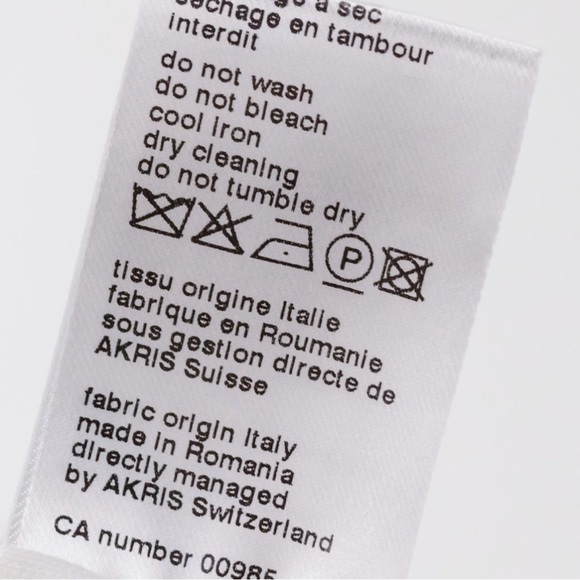 à sec
séchage en tambour
interdit
do not wash
do not bleach
cool iron
dry cleaning
do not tumble dry
P
tissu origine Italie
fabrique en Roumanie
sous gestion directe de
AKRIS Suisse
fabric origin Italy
made in Romania
directly managed
by AKRIS Switzerland
CA number 00985